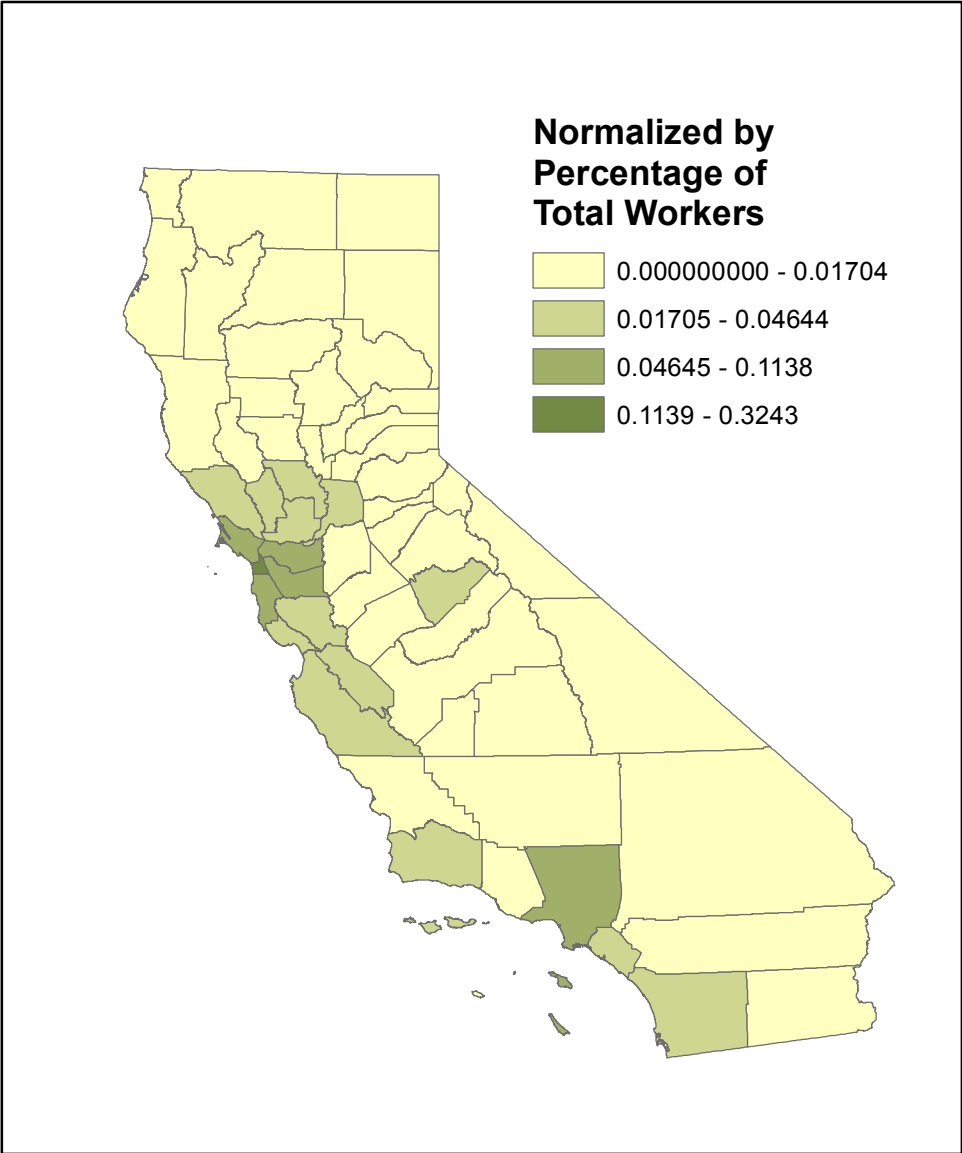 Normalized by
Percentage of
Total Workers
0.000000000 - 0.01704
0.01705 - 0.04644
0.04645 - 0.1138
0.1139 - 0.3243